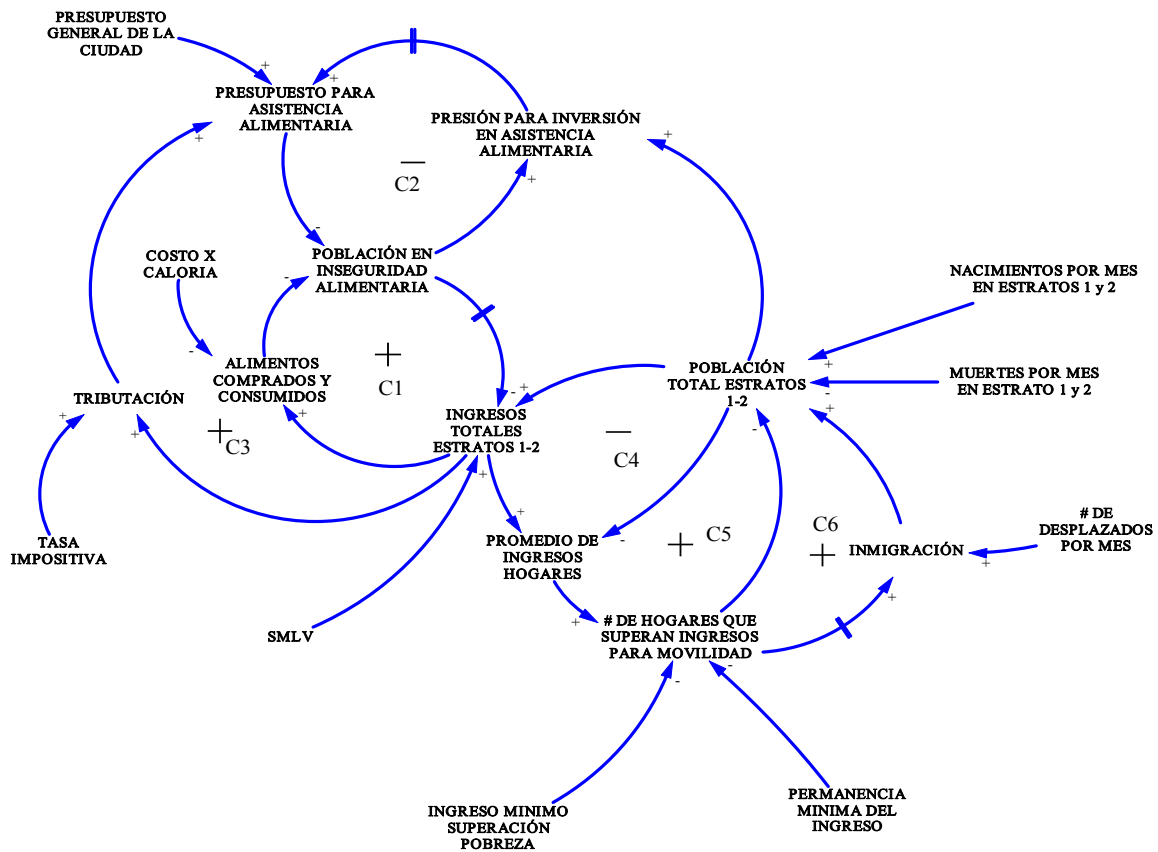 PRESUPUESTO
GENERAL DE LA
CIUDAD
+
+
PRESUPUESTO PARA
ASISTENCIA
ALIMENTARIA
+
PRESIÓN PARA INVERSIÓN
EN ASISTENCIA
ALIMENTARIA
+
+
—
C2
-
COSTO X
CALORIA
-
POBLACIÓN EN
INSEGURIDAD
ALIMENTARIA
NACIMIENTOS POR MES
EN ESTRATOS 1 y 2
+
-
ALIMENTOS
COMPRADOS Y
CONSUMIDOS
+
+
C1
POBLACIÓN
TOTAL ESTRATOS
1-2
-
+
MUERTES POR MES
EN ESTRATO 1 y 2
-
+
TRIBUTACIÓN
+
+
+
C3
INGRESOS
TOTALES
ESTRATOS 1-2
+
—
C4
-
TASA
IMPOSITIVA
+
PROMEDIO DE
INGRESOS
HOGARES
-
+
C5
C6
+
INMIGRACIÓN
+
# DE
DESPLAZADOS
POR MES
SMLV
+
# DE HOGARES QUE
SUPERAN INGRESOS
PARA MOVILIDAD
+
-
-
INGRESO MINIMO
SUPERACIÓN
POBREZA
PERMANENCIA
MINIMA DEL
INGRESO